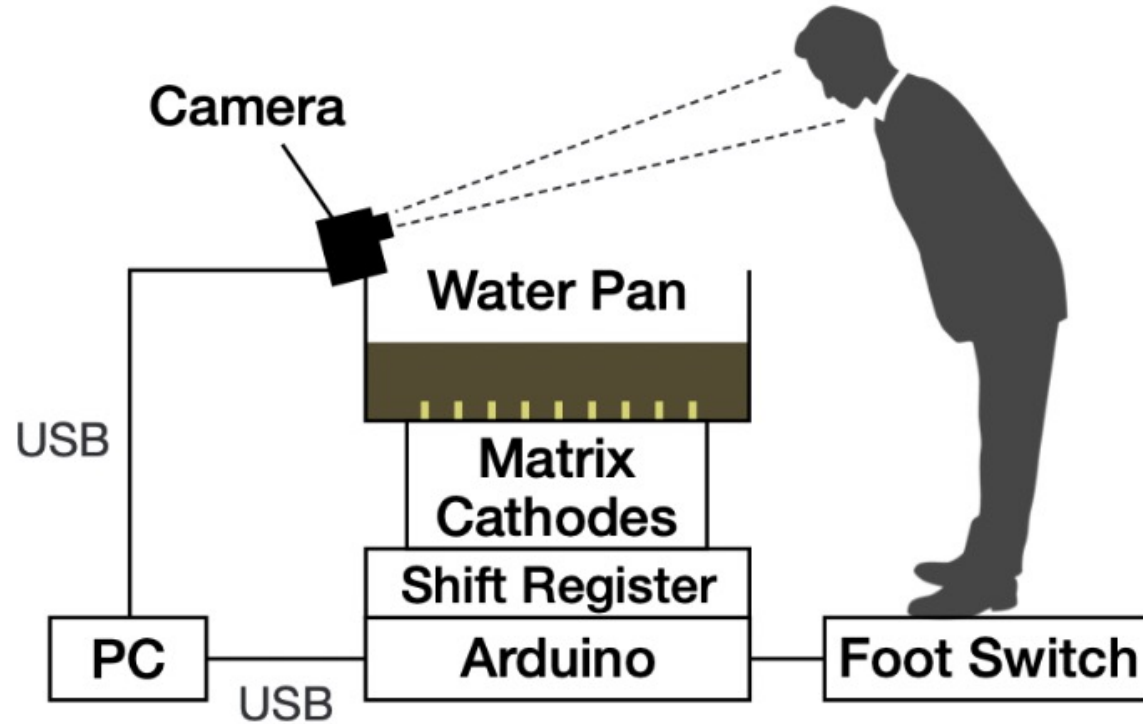 Camera
Water Pan
USB
Matrix
Cathodes
Shift Register
PC
Arduino
Foot Switch
USB